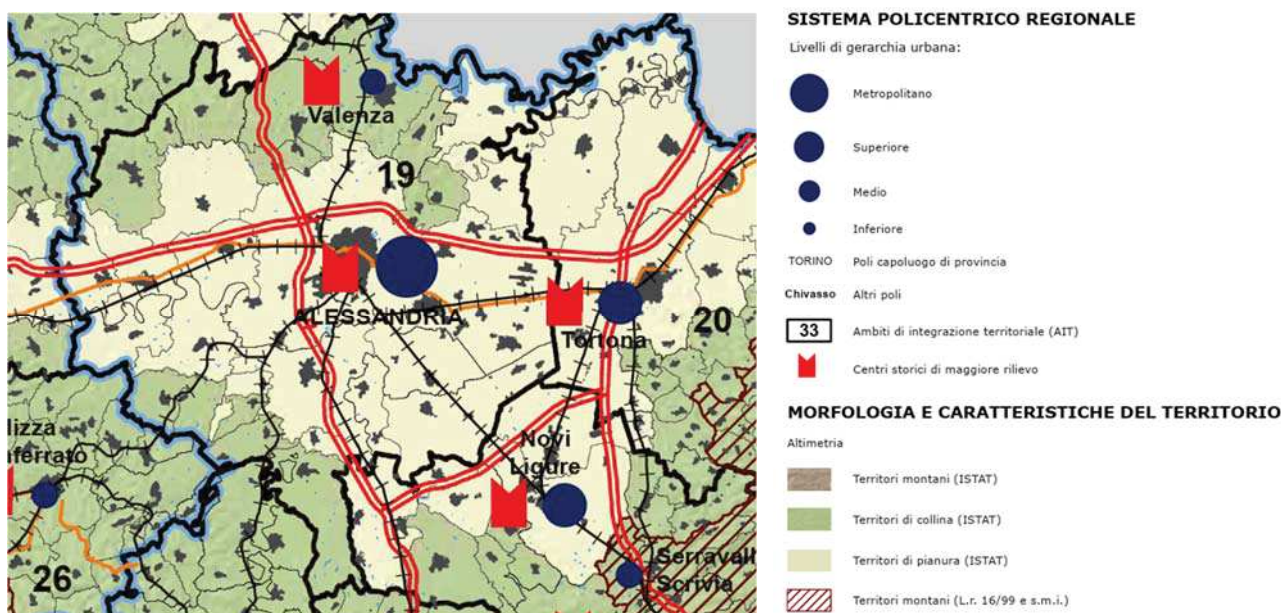 Valenza
19
ALESSANDRIA
Tortona
20
Novi
Ligure
lizza
nferrato
26
Serravall
Scrivia
SISTEMA POLICENTRICO REGIONALE
Livelli di gerarchia urbana:
Metropolitano
Superiore
Medio
Inferiore
TORINO Poli capoluogo di provincia
Chivasso Altri poli
33 Ambiti di integrazione territoriale (AIT)
Centri storici di maggiore rilievo
MORFOLOGIA E CARATTERISTICHE DEL TERRITORIO
Altimetria
Territori montani (ISTAT)
Territori di collina (ISTAT)
Territori di pianura (ISTAT)
Territori montani (L.r. 16/99 e s.m.i.)